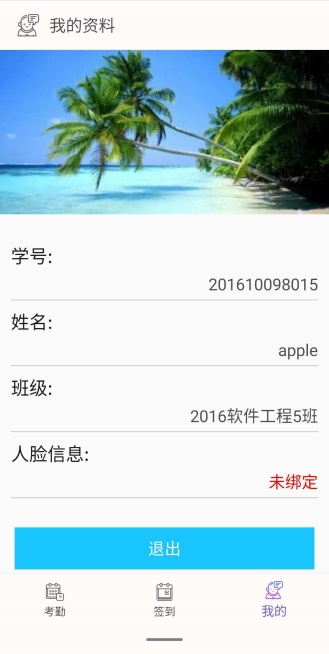 我的资料
学号:
201610098015
姓名:
apple
班级:
2016软件工程5班
人脸信息:
未绑定
退出
考勤
签到
我的